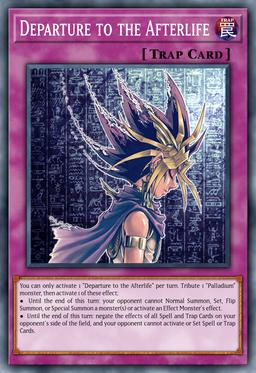 DEPARTURE TO THE AFTERLIFE
TRAP
罠
[ TRAP CARD ]
You can only activate 1 "Departure to the Afterlife" per turn. Tribute 1 "Palladium"
monster, then activate 1 of these effect.
● Until the end of this turn: your opponent cannot Normal Summon, Set, Flip
Summon, or Special Summon a monster(s) or activate an Effect Monster's effect.
● Until the end of this turn: negate the effects of all Spell and Trap Cards on your
opponent's side of the field, and your opponent cannot activate or Set Spell or Trap
Cards.